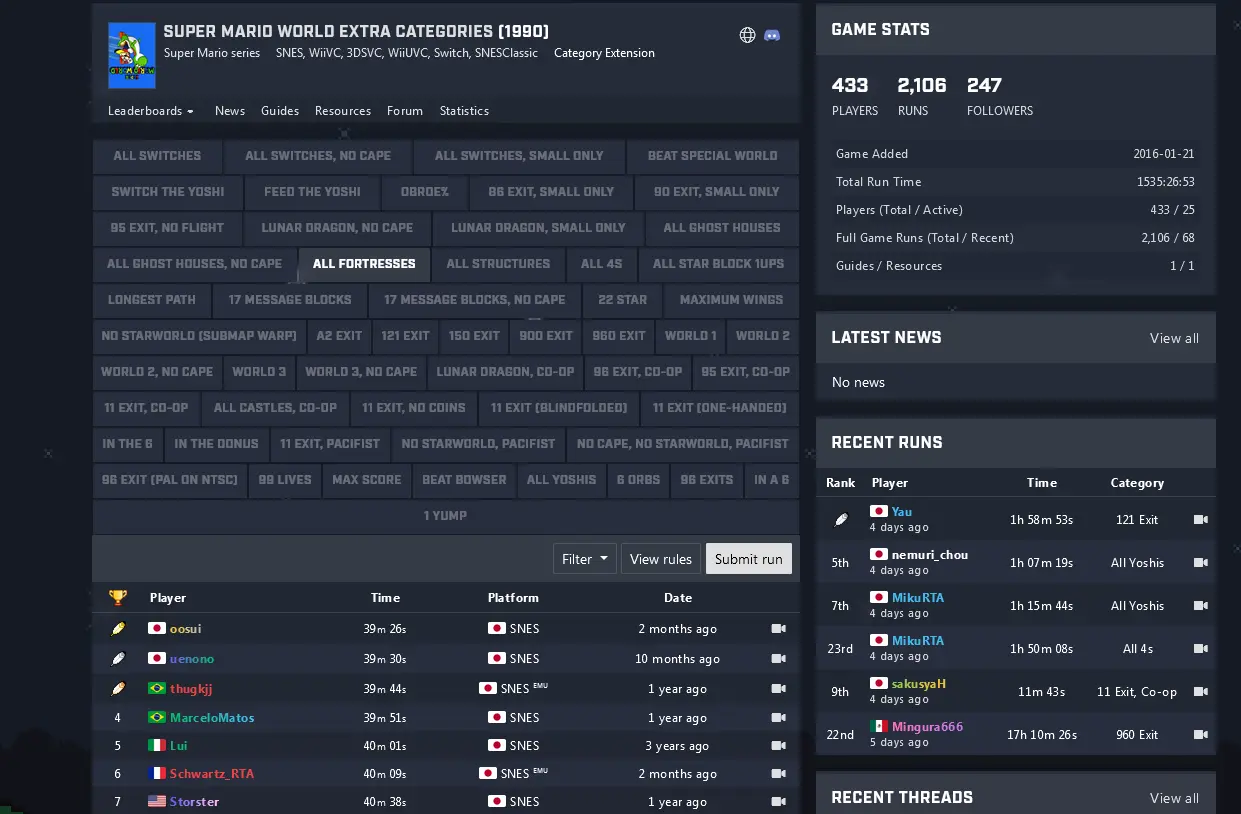 SUPER MARIO WORLD EXTRA CATEGORIES (1990)
Super Mario series SNES, WiiVC, 3DSVC, WiiUVC, Switch, SNESClassic Category Extension
Leaderboards News Guides Resources Forum Statistics
ALL SWITCHES ALL SWITCHES, NO CAPE ALL SWITCHES, SMALL ONLY BEAT SPECIAL WORLD
SWITCH THE YOSHI FEED THE YOSHI 0BROE% 96 EXIT, SMALL ONLY 90 EXIT, SMALL ONLY
95 EXIT, NO FLIGHT LUNAR DRAGON, NO CAPE LUNAR DRAGON, SMALL ONLY ALL GHOST HOUSES
ALL GHOST HOUSES, NO CAPE ALL FORTRESSES ALL STRUCTURES ALL 4S ALL STAR BLOCK 1UPS
LONGEST PATH 17 MESSAGE BLOCKS 17 MESSAGE BLOCKS, NO CAPE 22 STAR MAXIMUM WINGS
NO STARWORLD (SUBMAP WARP) A2 EXIT 121 EXIT 150 EXIT 900 EXIT 960 EXIT WORLD 1 WORLD 2
WORLD 2, NO CAPE WORLD 3 WORLD 3, NO CAPE LUNAR DRAGON, CO-OP 96 EXIT, CO-OP 95 EXIT, CO-OP
11 EXIT, CO-OP ALL CASTLES, CO-OP 11 EXIT, NO COINS 11 EXIT (BLINDFOLDED) 11 EXIT (ONE-HANDED)
IN THE 6 IN THE BONUS 11 EXIT, PACIFIST NO STARWORLD, PACIFIST NO CAPE, NO STARWORLD, PACIFIST
96 EXIT (PAL ON NTSC) 99 LIVES MAX SCORE BEAT BOWSER ALL YOSHIS 6 ORBS 96 EXITS IN A 6
1 YUMP
Filter View rules Submit run
Player Time Platform Date
oosui 39m 26s SNES 2 months ago
uenono 39m 30s SNES 10 months ago
thugkjj 39m 44s SNES EMU 1 year ago
4 MarceloMatos 39m 51s SNES 1 year ago
5 Lui 40m 01s SNES 3 years ago
6 Schwartz_RTA 40m 09s SNES EMU 2 months ago
7 Storster 40m 38s SNES 1 year ago
GAME STATS
433 2,106 247
PLAYERS RUNS FOLLOWERS
Game Added 2016-01-21
Total Run Time 1535:26:53
Players (Total / Active) 433 / 25
Full Game Runs (Total / Recent) 2,106 / 68
Guides / Resources 1 / 1
LATEST NEWS View all
No news
RECENT RUNS
Rank Player Time Category
Yau 1h 58m 53s 121 Exit
4 days ago
5th nemuri_chou 1h 07m 19s All Yoshis
4 days ago
7th MikuRTA 1h 15m 44s All Yoshis
4 days ago
23rd MikuRTA 1h 50m 08s All 4s
4 days ago
9th sakusyaH 11m 43s 11 Exit, Co-op
4 days ago
22nd Mingura666 17h 10m 26s 960 Exit
5 days ago
RECENT THREADS View all